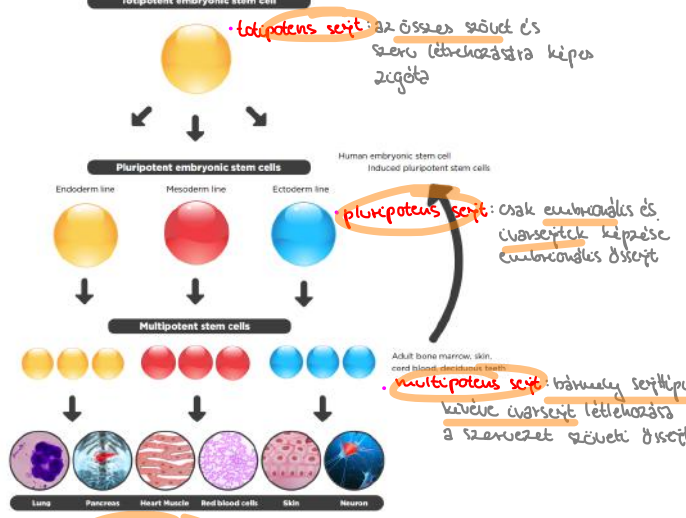 Totipotent embryonic stem cell
• totipotens sejt: az összes szövet és
szerv létrehozására képes
zigóta
Human embryonic stem cell
Induced pluripotent stem cells
Pluripotent embryonic stem cells
Endoderm line Mesoderm line Ectoderm line
• pluripotens sejt: csak embrionális és
ivarsejtek képzése
embrionális őssejt
Multipotent stem cells
Adult bone marrow, skin,
cord blood, deciduous teeth
• multipotens sejt: bármely sejttípu
kivéve ivarsejt létrehozása
a szervezet szöveti őssejt
Lung Pancreas Heart Muscle Red blood cells Skin Neuron